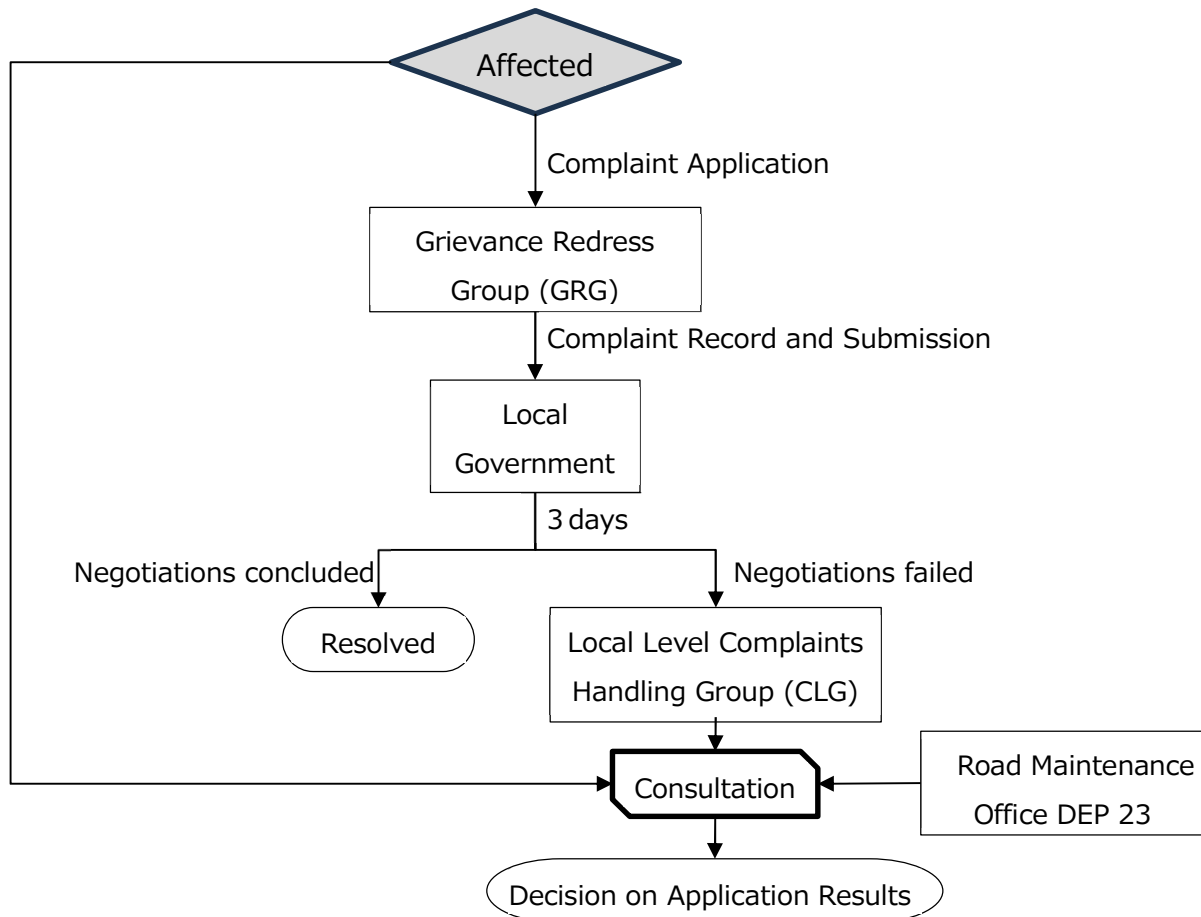 Affected
Complaint Application
Grievance Redress
Group (GRG)
Complaint Record and Submission
Local
Government
3 days
Negotiations concluded
Negotiations failed
Resolved
Local Level Complaints
Handling Group (CLG)
Consultation
Road Maintenance
Office DEP 23
Decision on Application Results